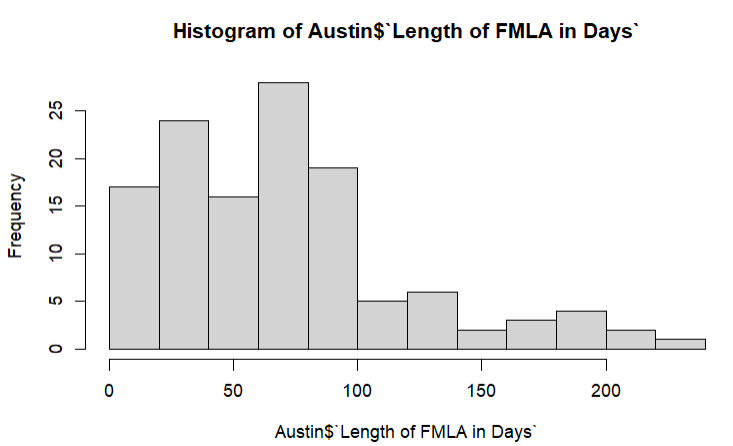 Histogram of Austin$`Length of FMLA in Days`
Frequency
25
20
15
10
5
0
0 50 100 150 200
Austin$`Length of FMLA in Days`